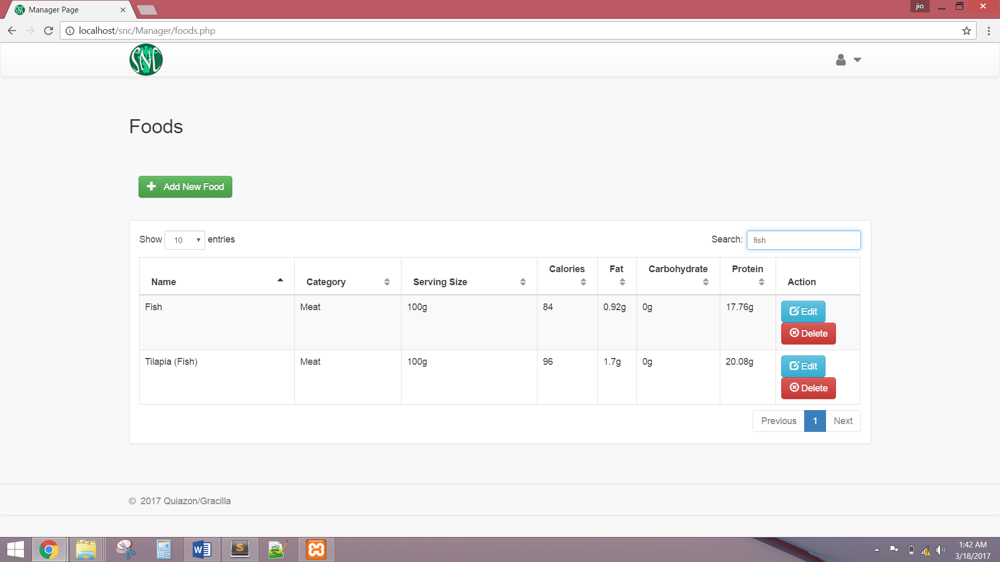 Manager Page
jio
localhost/snc/Manager/foods.php
SNC
Foods
Add New Food
Show 10 entries
Search: fish
Name Category Serving Size Calories Fat Carbohydrate Protein Action
Fish Meat 100g 84 0.92g 0g 17.76g Edit
Delete
Tilapia (Fish) Meat 100g 96 1.7g 0g 20.08g Edit
Delete
Previous 1 Next
© 2017 Quiazon/Gracilla
1:42 AM
3/18/2017